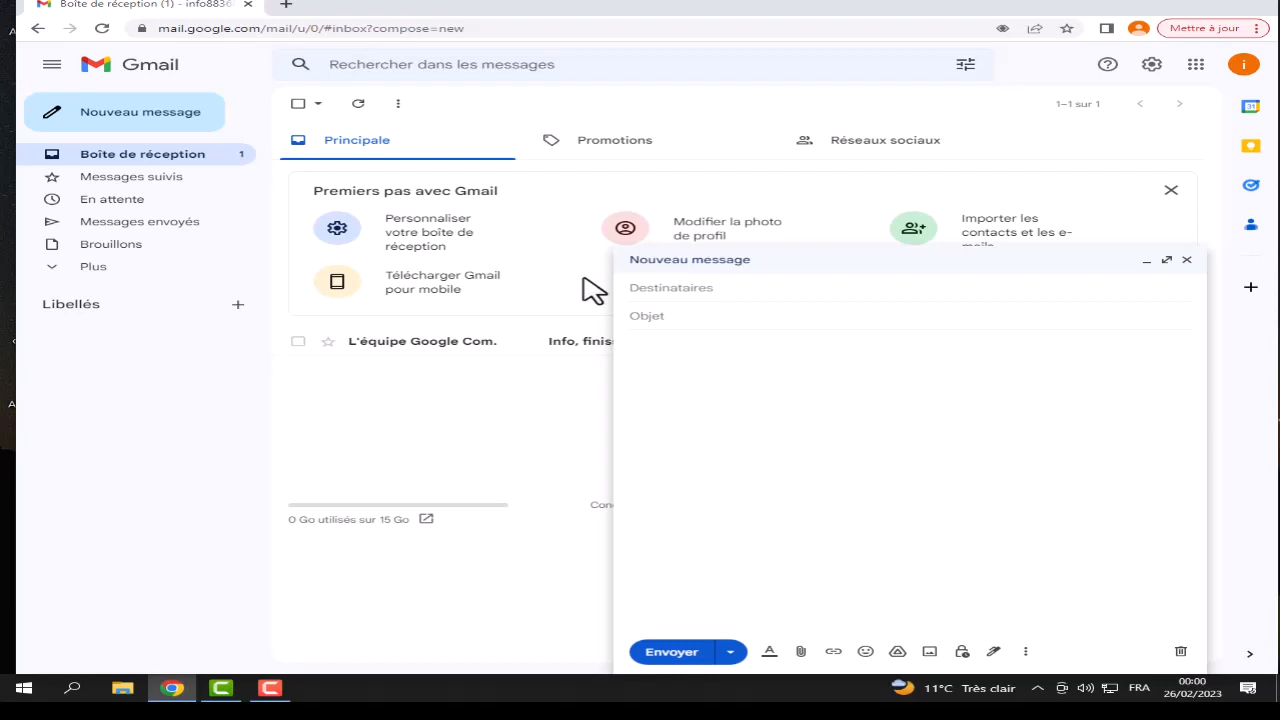 Boîte de réception (1) - info8836
mail.google.com/mail/u/0/#inbox?compose=new
Mettre à jour
Gmail
Rechercher dans les messages
i
Nouveau message
1–1 sur 1
31
Principale
Promotions
Réseaux sociaux
Boîte de réception 1
Messages suivis
En attente
Messages envoyés
Brouillons
Plus
Libellés
Premiers pas avec Gmail
Personnaliser
votre boîte de
réception
Modifier la photo
de profil
Importer les
contacts et les e-
mails
Télécharger Gmail
pour mobile
L'équipe Google Com.
Info, finis
0 Go utilisés sur 15 Go
Con
Nouveau message
Destinataires
Objet
Envoyer
11°C Très clair
FRA
00:00
26/02/2023